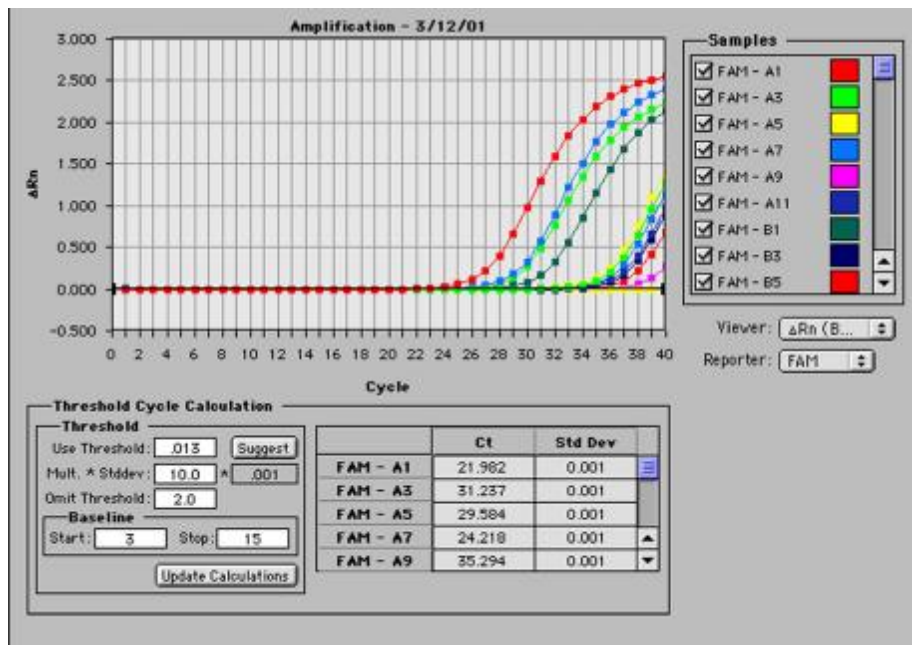 Amplification - 3/12/01
3.000
2.500
2.000
1.500
1.000
0.500
0.000
-0.500
ΔRn
0 2 4 6 8 10 12 14 16 18 20 22 24 26 28 30 32 34 36 38 40
Cycle
Samples
FAM - A1
FAM - A3
FAM - A5
FAM - A7
FAM - A9
FAM - A11
FAM - B1
FAM - B3
FAM - B5
Viewer: ΔRn (B...
Reporter: FAM
Threshold Cycle Calculation
Threshold
Use Threshold: .013 Suggest
Mult. * Stddev: 10.0 * .001
Omit Threshold: 2.0
Baseline
Start: 3 Stop: 15
Update Calculations
Ct Std Dev
FAM - A1 21.982 0.001
FAM - A3 31.237 0.001
FAM - A5 29.584 0.001
FAM - A7 24.218 0.001
FAM - A9 35.294 0.001